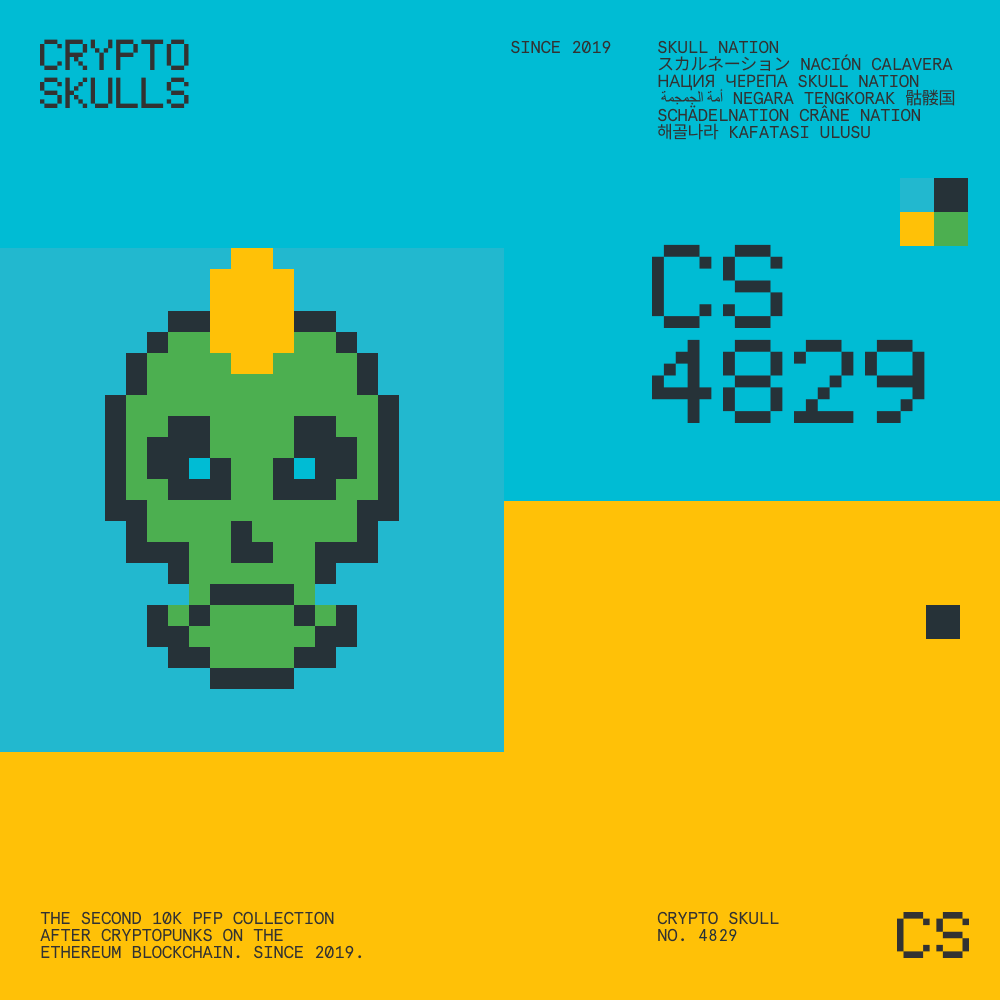 CRYPTO
SKULLS
SINCE 2019
SKULL NATION
スカルネーション NACIÓN CALAVERA
НАЦИЯ ЧЕРЕПА SKULL NATION
أمة الجمجمة NEGARA TENGKORAK 骷髅国
SCHÄDELNATION CRÂNE NATION
해골나라 KAFATASI ULUSU
CS
4829
THE SECOND 10K PFP COLLECTION
AFTER CRYPTOPUNKS ON THE
ETHEREUM BLOCKCHAIN. SINCE 2019.
CRYPTO SKULL
NO. 4829
CS